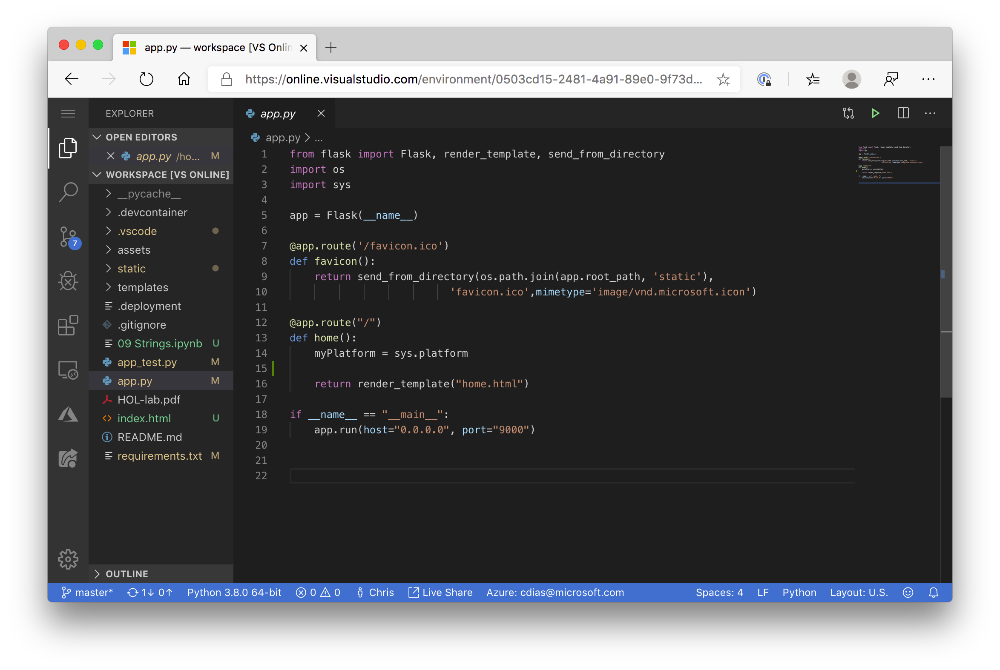 app.py — workspace [VS Onlin
https://online.visualstudio.com/environment/0503cd15-2481-4a91-89e0-9f73d...
EXPLORER
OPEN EDITORS
app.py /ho... M
WORKSPACE [VS ONLINE]
__pycache__
.devcontainer
.vscode
assets
static
templates
.deployment
.gitignore
09 Strings.ipynb U
app_test.py M
app.py M
HOL-lab.pdf
index.html U
README.md
requirements.txt M
OUTLINE
7
app.py
app.py > ...
1 from flask import Flask, render_template, send_from_directory
2 import os
3 import sys
4
5 app = Flask(__name__)
6
7 @app.route('/favicon.ico')
8 def favicon():
9 return send_from_directory(os.path.join(app.root_path, 'static'),
10 'favicon.ico',mimetype='image/vnd.microsoft.icon')
11
12 @app.route("/")
13 def home():
14 myPlatform = sys.platform
15
16 return render_template("home.html")
17
18 if __name__ == "__main__":
19 app.run(host="0.0.0.0", port="9000")
20
21
22
master* 1↓ 0↑ Python 3.8.0 64-bit 0 0 Chris Live Share Azure: cdias@microsoft.com Spaces: 4 LF Python Layout: U.S.